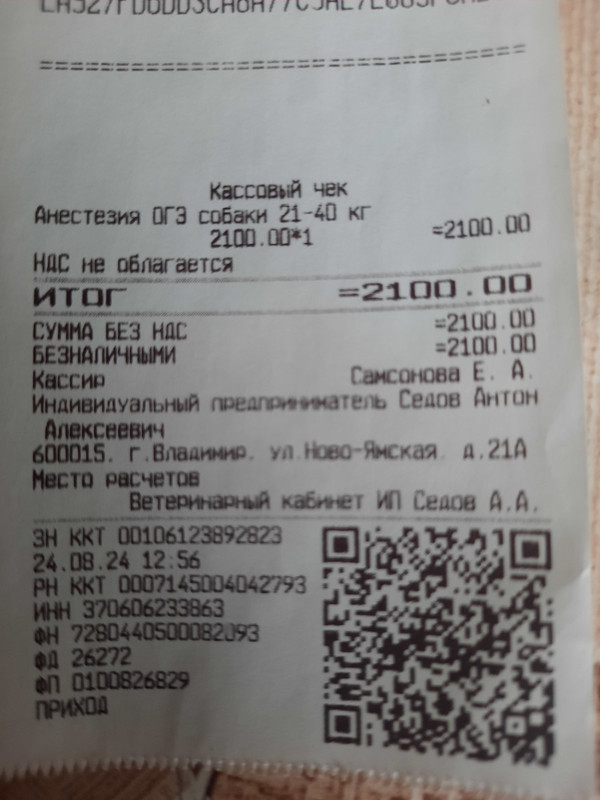 ================================================
Кассовый чек
Анестезия ОГЭ собаки 21-40 кг
2100.00*1 =2100.00
НДС не облагается
ИТОГ =2100.00
СУММА БЕЗ НДС =2100.00
БЕЗНАЛИЧНЫМИ =2100.00
Кассир Самсонова Е. А.
Индивидуальный предприниматель Седов Антон
Алексеевич
600015, г.Владимир, ул.Ново-Ямская, д.21А
Место расчетов
Ветеринарный кабинет ИП Седов А.А.
ЗН ККТ 00106123892823
24.08.24 12:56
РН ККТ 0007145004042793
ИНН 370606233863
ФН 7280440500082093
ФД 26272
ФП 0100826829
ПРИХОД